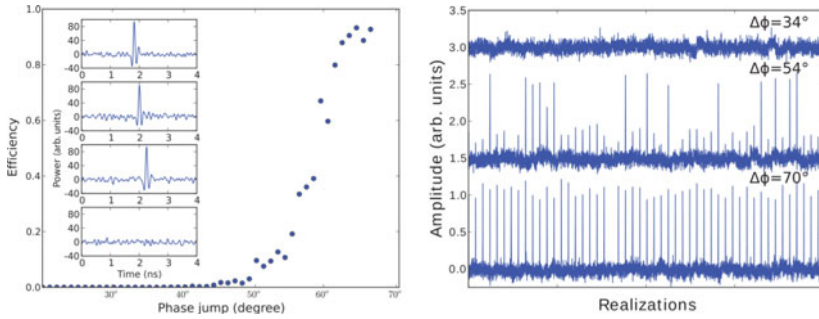 1.0
0.8
0.6
0.4
0.2
0.0
Efficiency
80
40
0
-40
0 1 2 3 4
80
40
0
-40
0 1 2 3 4
80
40
0
-40
0 1 2 3 4
80
40
0
-40
0 1 2 3 4
Power (arb. units)
Time (ns)
30° 40° 50° 60° 70°
Phase jump (degree)
3.5
3.0
2.5
2.0
1.5
1.0
0.5
0.0
Amplitude (arb. units)
Δϕ=34°
Δϕ=54°
Δϕ=70°
Realizations